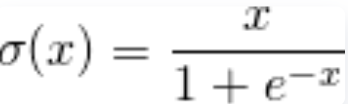 σ(x) = x / (1 + e^{-x})